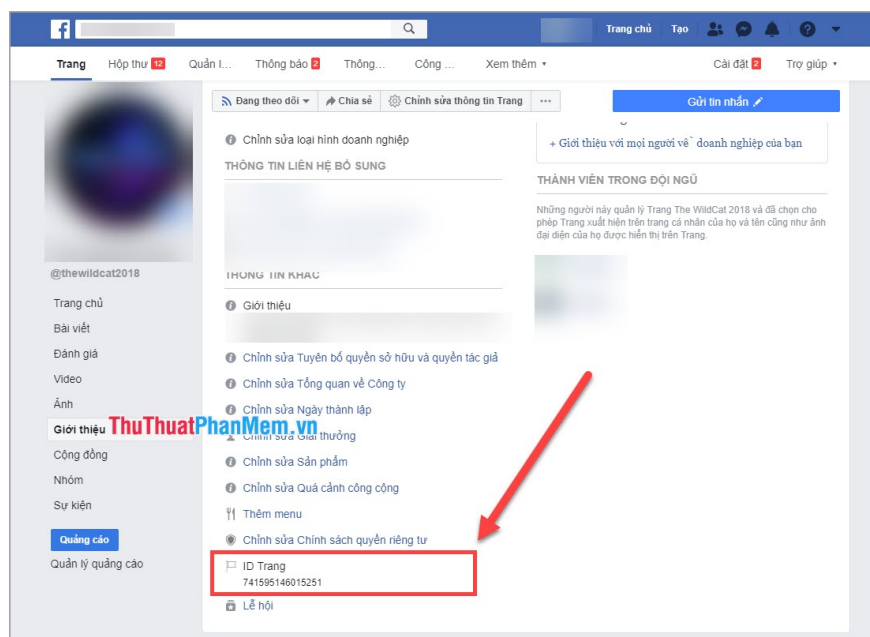 f
Trang chủ Tạo
Trang Hộp thư 12 Quản l... Thông báo 2 Thông... Công ... Xem thêm Cài đặt 2 Trợ giúp
Đang theo dõi Chia sẻ Chỉnh sửa thông tin Trang ... Gửi tin nhắn
Chỉnh sửa loại hình doanh nghiệp
+ Giới thiệu với mọi người về doanh nghiệp của bạn
THÔNG TIN LIÊN HỆ BỔ SUNG
THÀNH VIÊN TRONG ĐỘI NGŨ
Những người này quản lý Trang The WildCat 2018 và đã chọn cho
phép Trang xuất hiện trên trang cá nhân của họ và tên cũng như ảnh
đại diện của họ được hiển thị trên Trang.
@thewildcat2018
THÔNG TIN KHÁC
Trang chủ
Bài viết
Đánh giá
Video
Ảnh
Giới thiệu
Cộng đồng
Nhóm
Sự kiện
Quảng cáo
Quản lý quảng cáo
Giới thiệu
Chỉnh sửa Tuyên bố quyền sở hữu và quyền tác giả
Chỉnh sửa Tổng quan về Công ty
Chỉnh sửa Ngày thành lập
ThuThuatPhanMem.vn
Chỉnh sửa Giải thưởng
Chỉnh sửa Sản phẩm
Chỉnh sửa Quá cảnh công cộng
Thêm menu
Chỉnh sửa Chính sách quyền riêng tư
ID Trang
741595146015251
Lễ hội